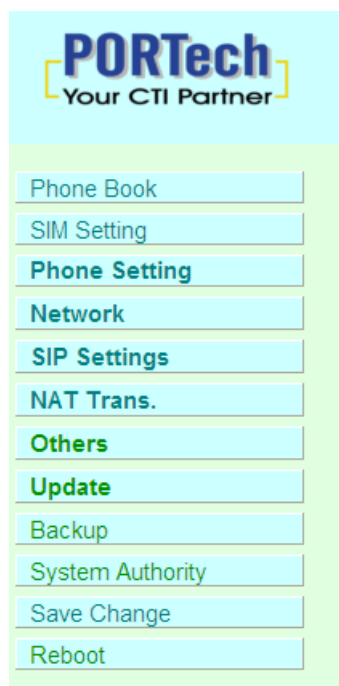 PORTech
Your CTI Partner
Phone Book
SIM Setting
Phone Setting
Network
SIP Settings
NAT Trans.
Others
Update
Backup
System Authority
Save Change
Reboot